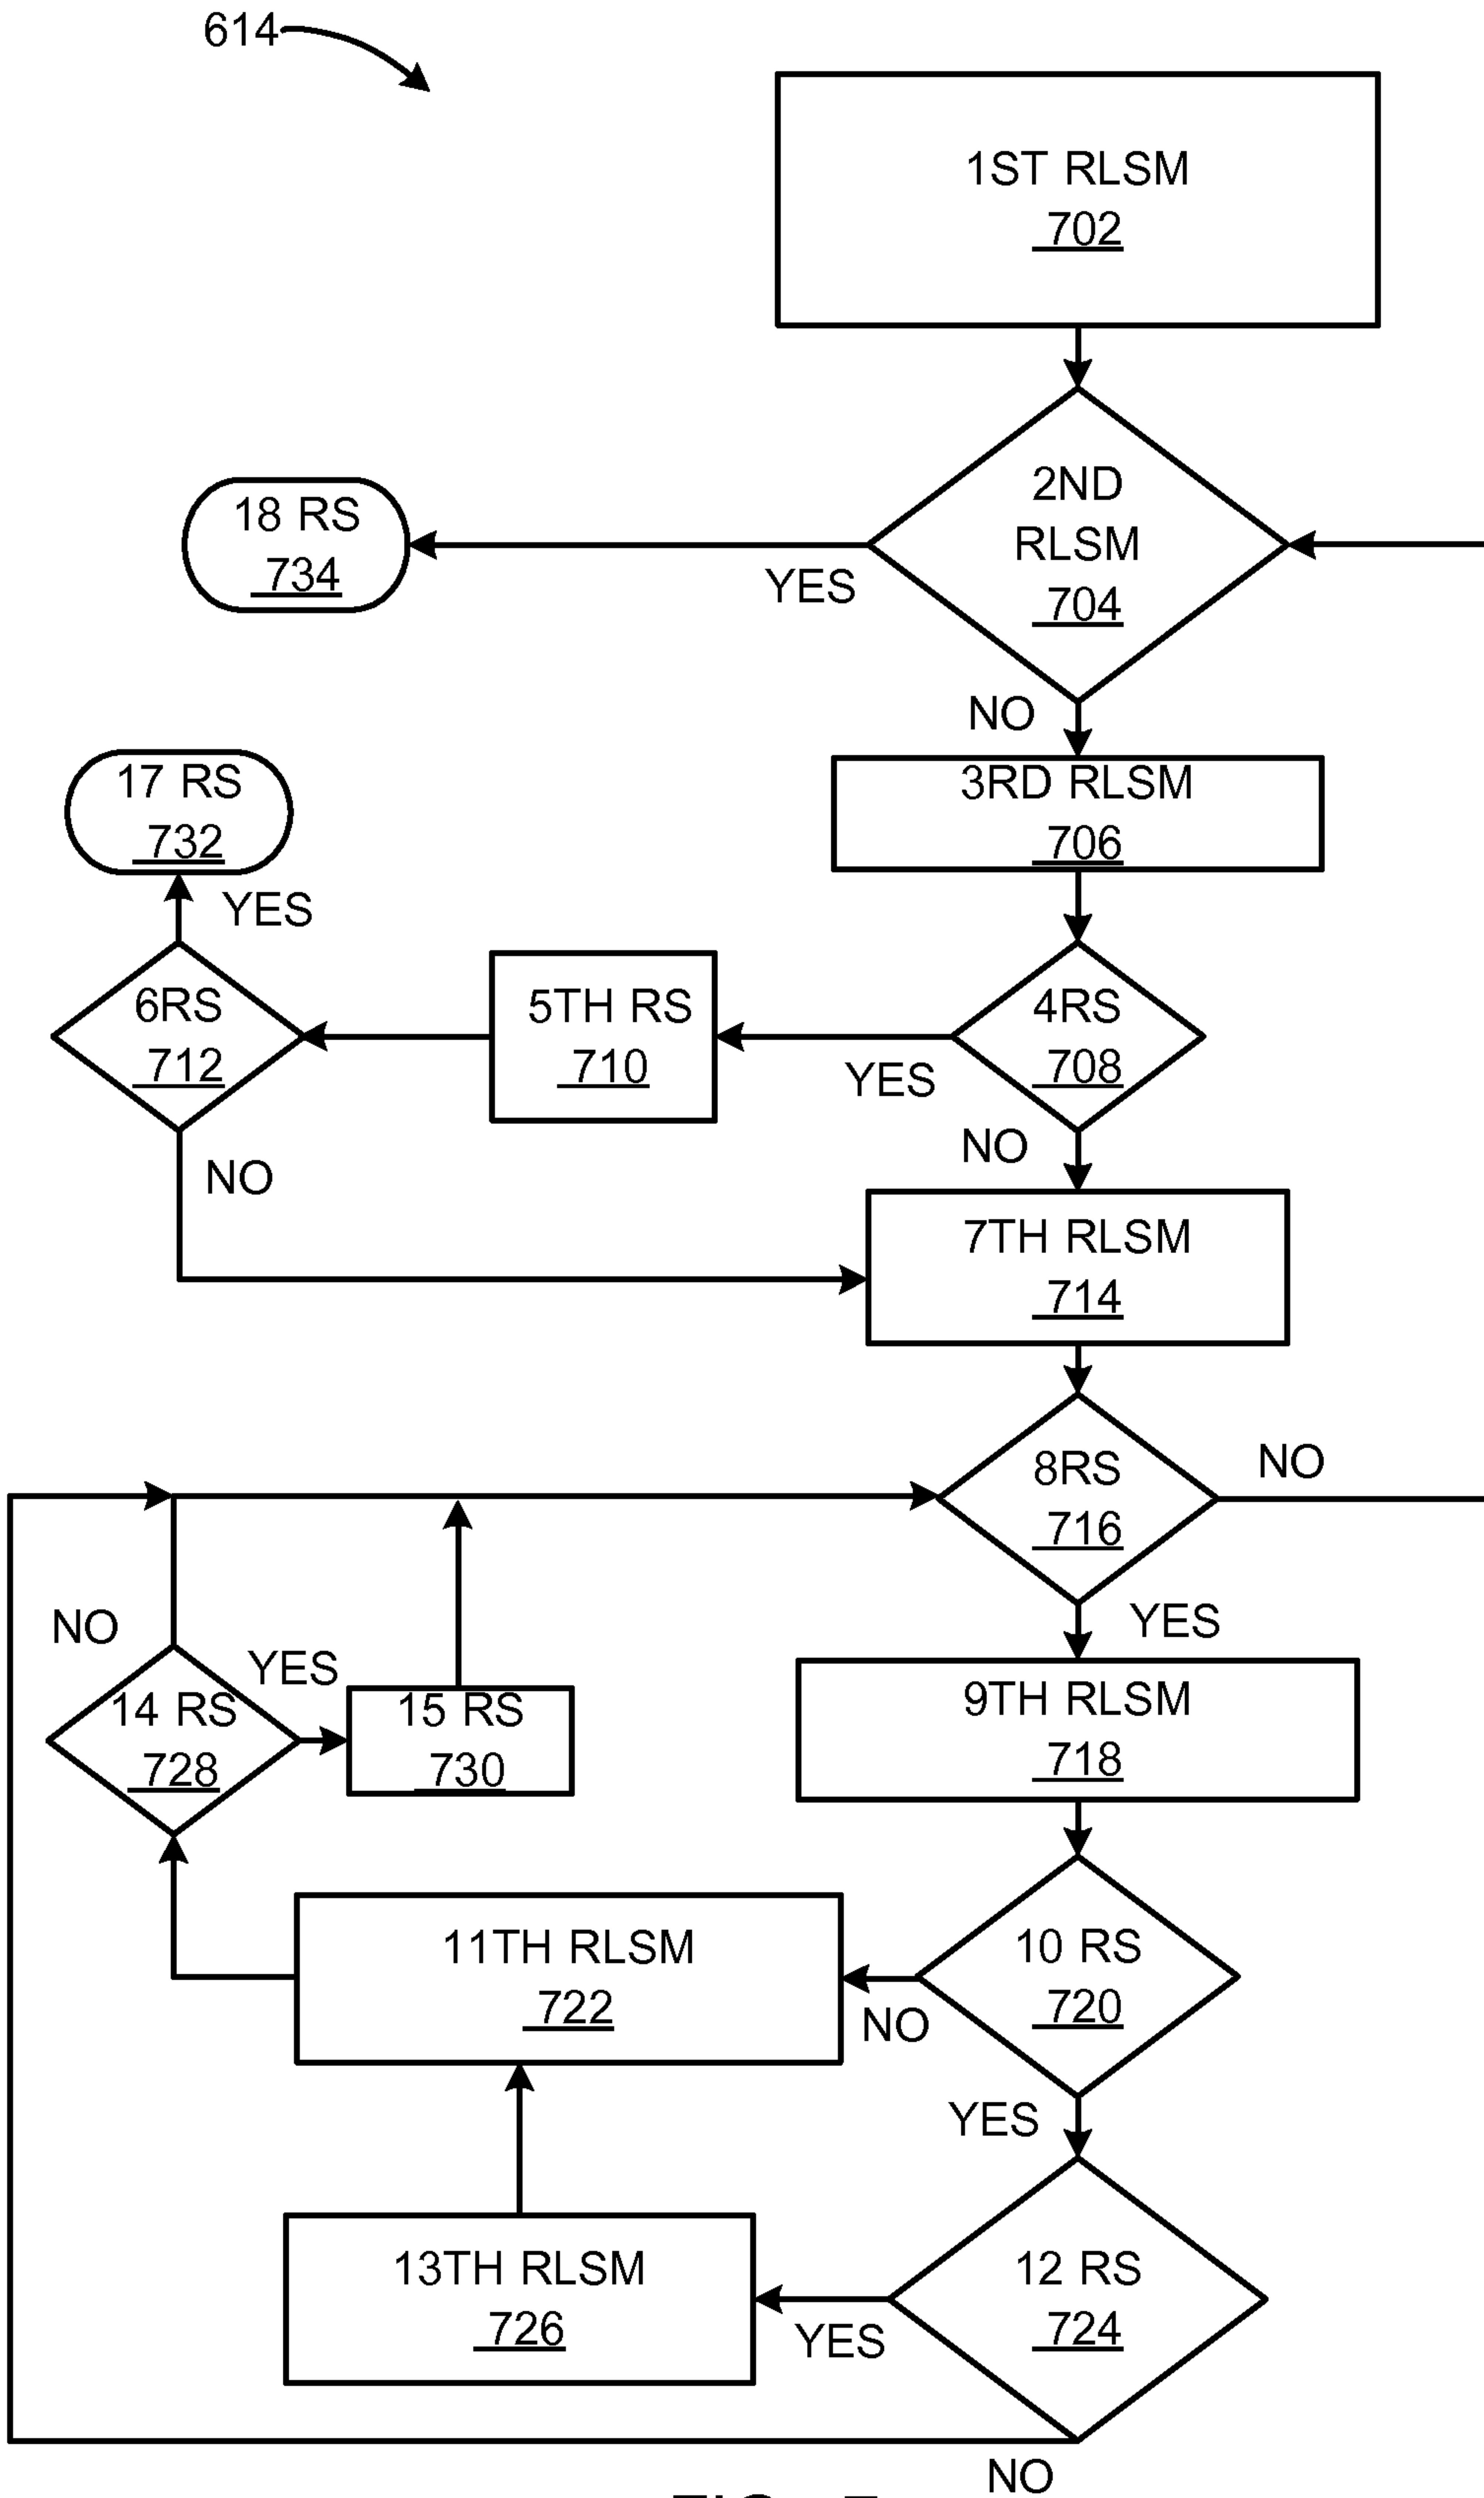 614
1ST RLSM
702
2ND
RLSM
704
YES
18 RS
734
NO
3RD RLSM
706
17 RS
732
YES
4RS
708
YES
5TH RS
710
6RS
712
NO
NO
7TH RLSM
714
8RS
716
NO
YES
9TH RLSM
718
NO
14 RS
728
YES
15 RS
730
10 RS
720
NO
11TH RLSM
722
YES
12 RS
724
YES
13TH RLSM
726
NO